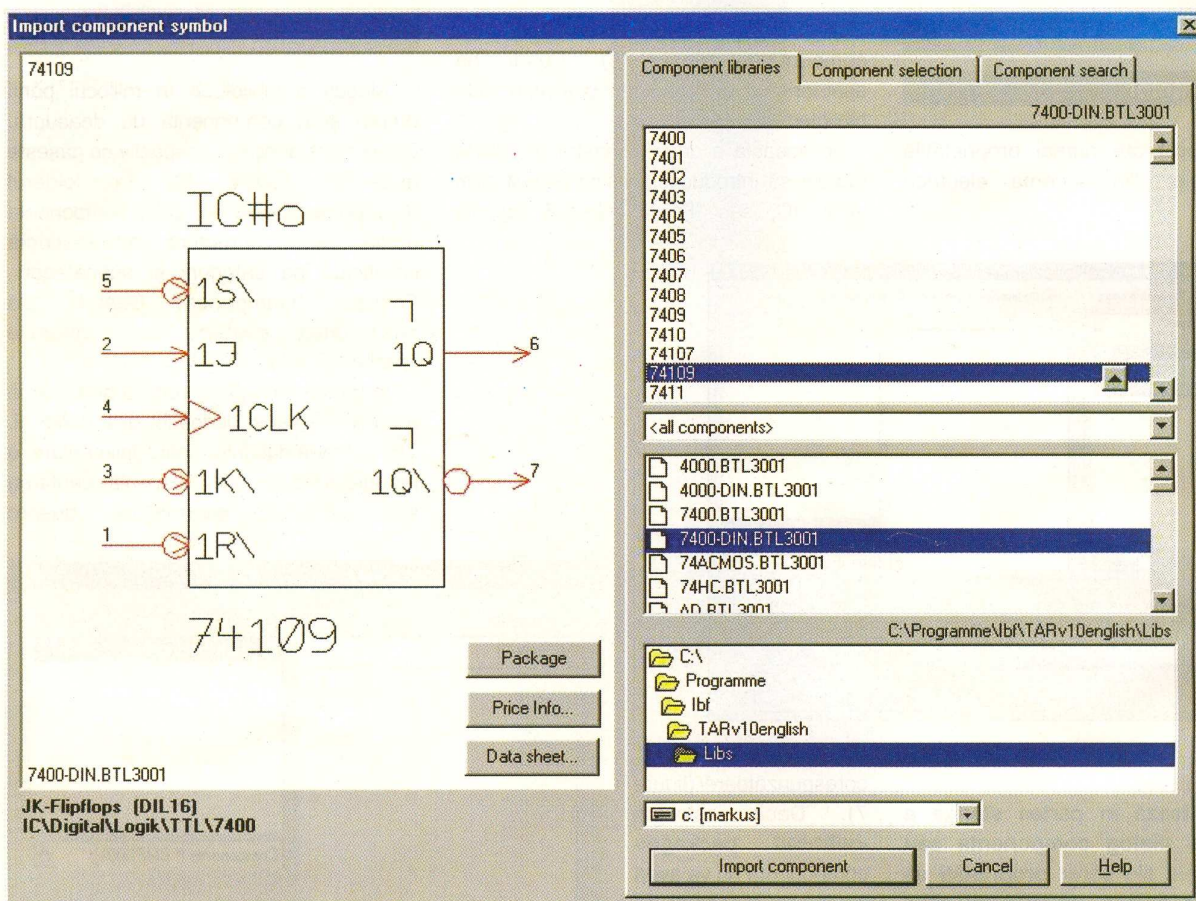 Import component symbol
74109
IC#o
5
1S\
2
1J
1Q
6
4
1CLK
3
1K\
1Q\
7
1
1R\
74109
Package
Price Info...
Data sheet...
7400-DIN.BTL3001
JK-Flipflops (DIL16)
IC\Digital\Logik\TTL\7400
Component libraries
Component selection
Component search
7400-DIN.BTL3001
7400
7401
7402
7403
7404
7405
7406
7407
7408
7409
7410
74107
74109
7411
<all components>
4000.BTL3001
4000-DIN.BTL3001
7400.BTL3001
7400-DIN.BTL3001
74ACMOS.BTL3001
74HC.BTL3001
AD.BTL3001
C:\Programme\Ibf\TARv10english\Libs
C:\
Programme
Ibf
TARv10english
Libs
c: [markus]
Import component
Cancel
Help